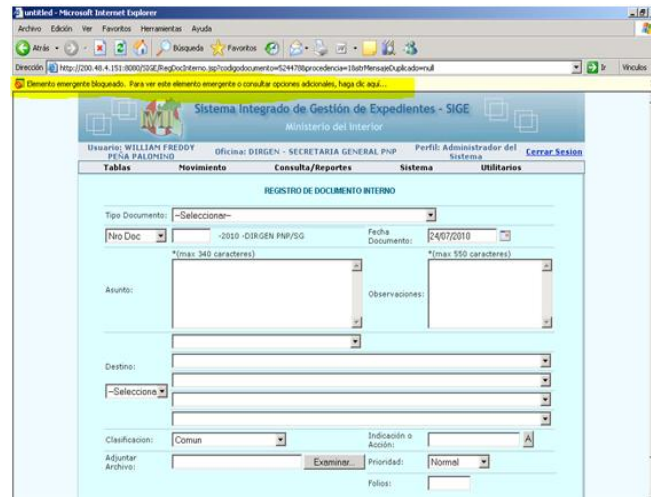 untitled - Microsoft Internet Explorer
Archivo Edición Ver Favoritos Herramientas Ayuda
Atrás Búsqueda Favoritos
Dirección http://200.48.4.151:8080/SIGE/RegDocInterno.jsp?codigodocumento=524478&procedencia=1&strMensajeDuplicado=null Ir Vínculos
Elemento emergente bloqueado. Para ver este elemento emergente o consultar opciones adicionales, haga clic aquí...
Sistema Integrado de Gestión de Expedientes - SIGE
Ministerio del Interior
Usuario: WILLIAM FREDDY PEÑA PALOMINO Oficina: DIRGEN - SECRETARIA GENERAL PNP Perfil: Administrador del Sistema Cerrar Sesion
Tablas Movimiento Consulta/Reportes Sistema Utilitarios
REGISTRO DE DOCUMENTO INTERNO
Tipo Documento: --Seleccionar--
Nro Doc -2010 -DIRGEN PNP/SG Fecha Documento: 24/07/2010
*(max 340 caracteres) *(max 550 caracteres)
Asunto: Observaciones:
Destino:
--Selecciona
Clasificacion: Comun Indicación o Acción: A
Adjuntar Archivo: Examinar... Prioridad: Normal
Folios: